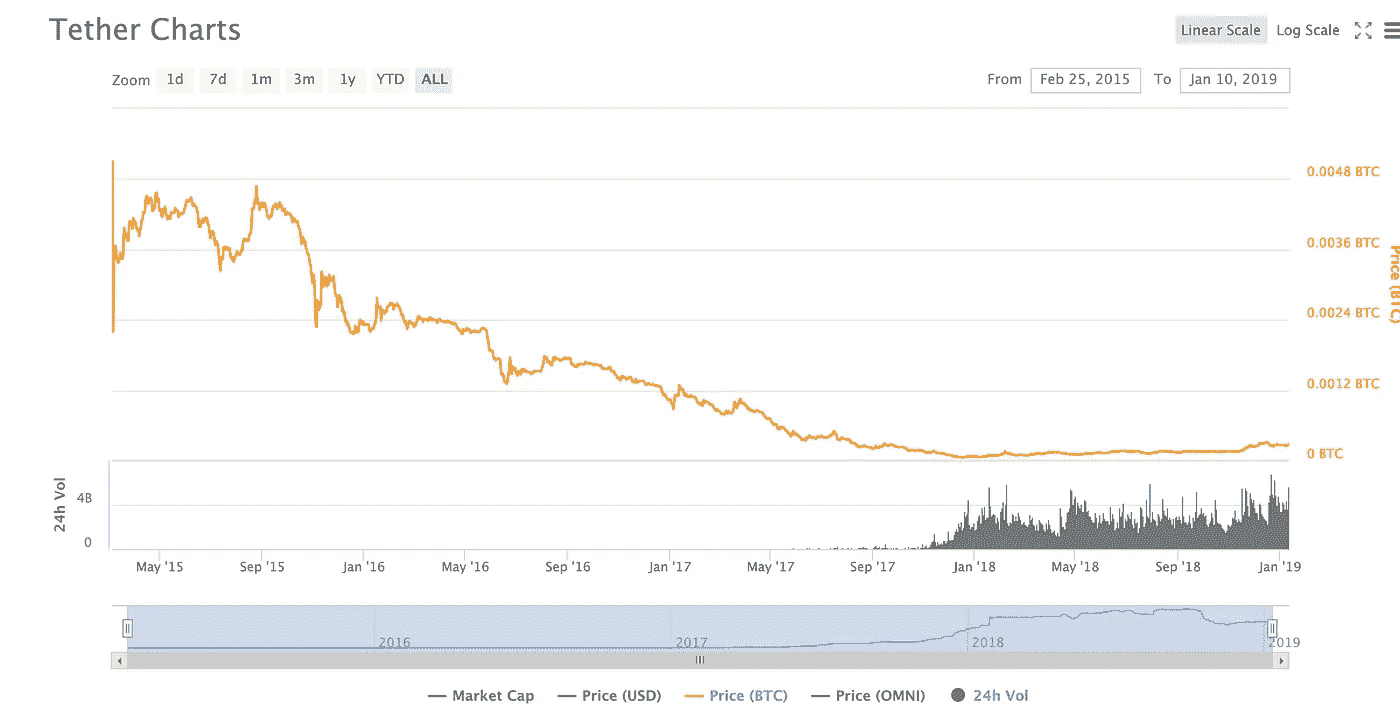 Tether Charts
Linear Scale Log Scale
Zoom 1d 7d 1m 3m 1y YTD ALL
From Feb 25, 2015 To Jan 10, 2019
0.0048 BTC
0.0036 BTC
0.0024 BTC
0.0012 BTC
0 BTC
Price (BTC)
24h Vol
4B
0
May '15 Sep '15 Jan '16 May '16 Sep '16 Jan '17 May '17 Sep '17 Jan '18 May '18 Sep '18 Jan '19
2016 2017 2018 2019
Market Cap Price (USD) Price (BTC) Price (OMNI) 24h Vol